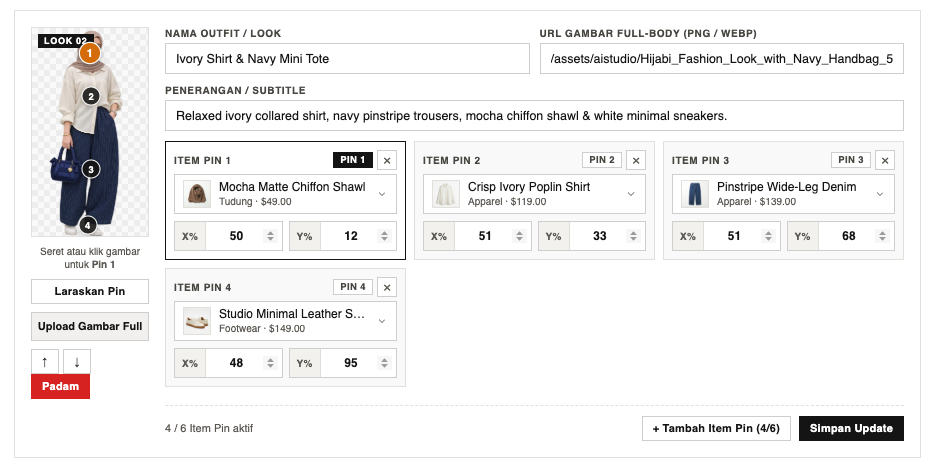 LOOK 02
1
2
3
4
Seret atau klik gambar
untuk Pin 1
Laraskan Pin
Upload Gambar Full
↑ ↓
Padam
NAMA OUTFIT / LOOK
Ivory Shirt & Navy Mini Tote
URL GAMBAR FULL-BODY (PNG / WEBP)
/assets/aistudio/Hijabi_Fashion_Look_with_Navy_Handbag_5
PENERANGAN / SUBTITLE
Relaxed ivory collared shirt, navy pinstripe trousers, mocha chiffon shawl & white minimal sneakers.
ITEM PIN 1 PIN 1 ×
Mocha Matte Chiffon Shawl
Tudung · $49.00
X% 50 Y% 12
ITEM PIN 2 PIN 2 ×
Crisp Ivory Poplin Shirt
Apparel · $119.00
X% 51 Y% 33
ITEM PIN 3 PIN 3 ×
Pinstripe Wide-Leg Denim
Apparel · $139.00
X% 51 Y% 68
ITEM PIN 4 PIN 4 ×
Studio Minimal Leather S...
Footwear · $149.00
X% 48 Y% 95
4 / 6 Item Pin aktif
+ Tambah Item Pin (4/6)
Simpan Update